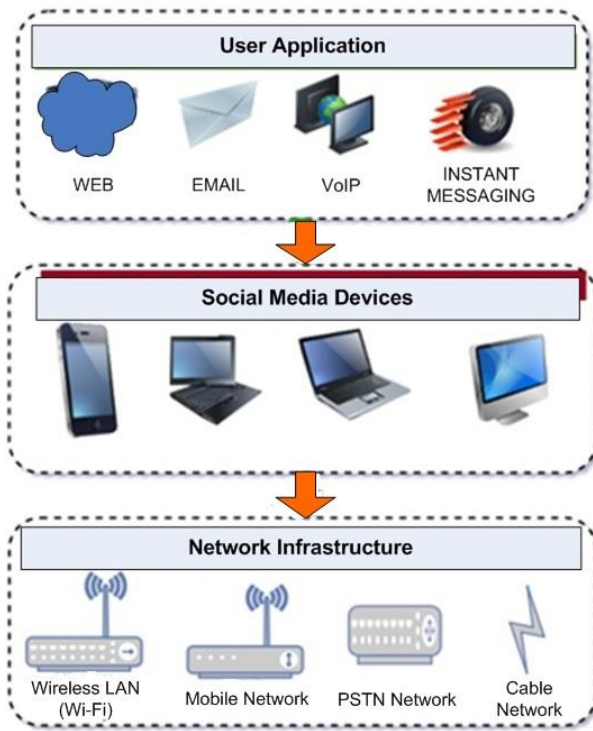 User Application
WEB
EMAIL
VoIP
INSTANT
MESSAGING
Social Media Devices
Network Infrastructure
Wireless LAN
(Wi-Fi)
Mobile Network
PSTN Network
Cable
Network